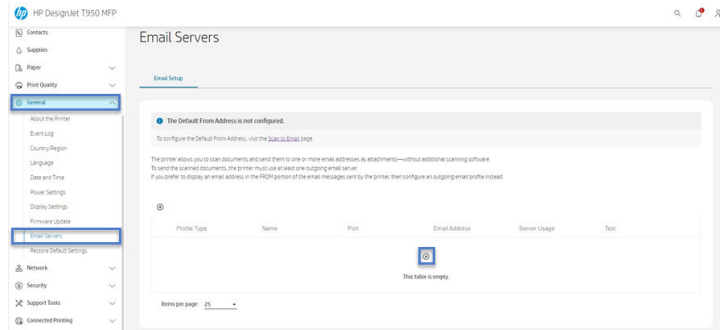 hp HP DesignJet T950 MFP
Contacts
Supplies
Paper
Print Quality
General
About the Printer
Event Log
Country/Region
Language
Date and Time
Power Settings
Display Settings
Firmware Update
Email Servers
Restore Default Settings
Network
Security
Support Tools
Connected Printing
Email Servers
Email Setup
The Default From Address is not configured.
To configure the Default From Address, visit the Scan to Email page.
The printer allows you to scan documents and send them to one or more email addresses as attachments—without additional scanning software.
To send the scanned documents, the printer must use at least one outgoing email server.
If you prefer to display an email address in the FROM portion of the email messages sent by the printer, then configure an outgoing email profile instead.
Profile Type Name Port Email Address Server Usage Test
This table is empty.
Items per page: 25